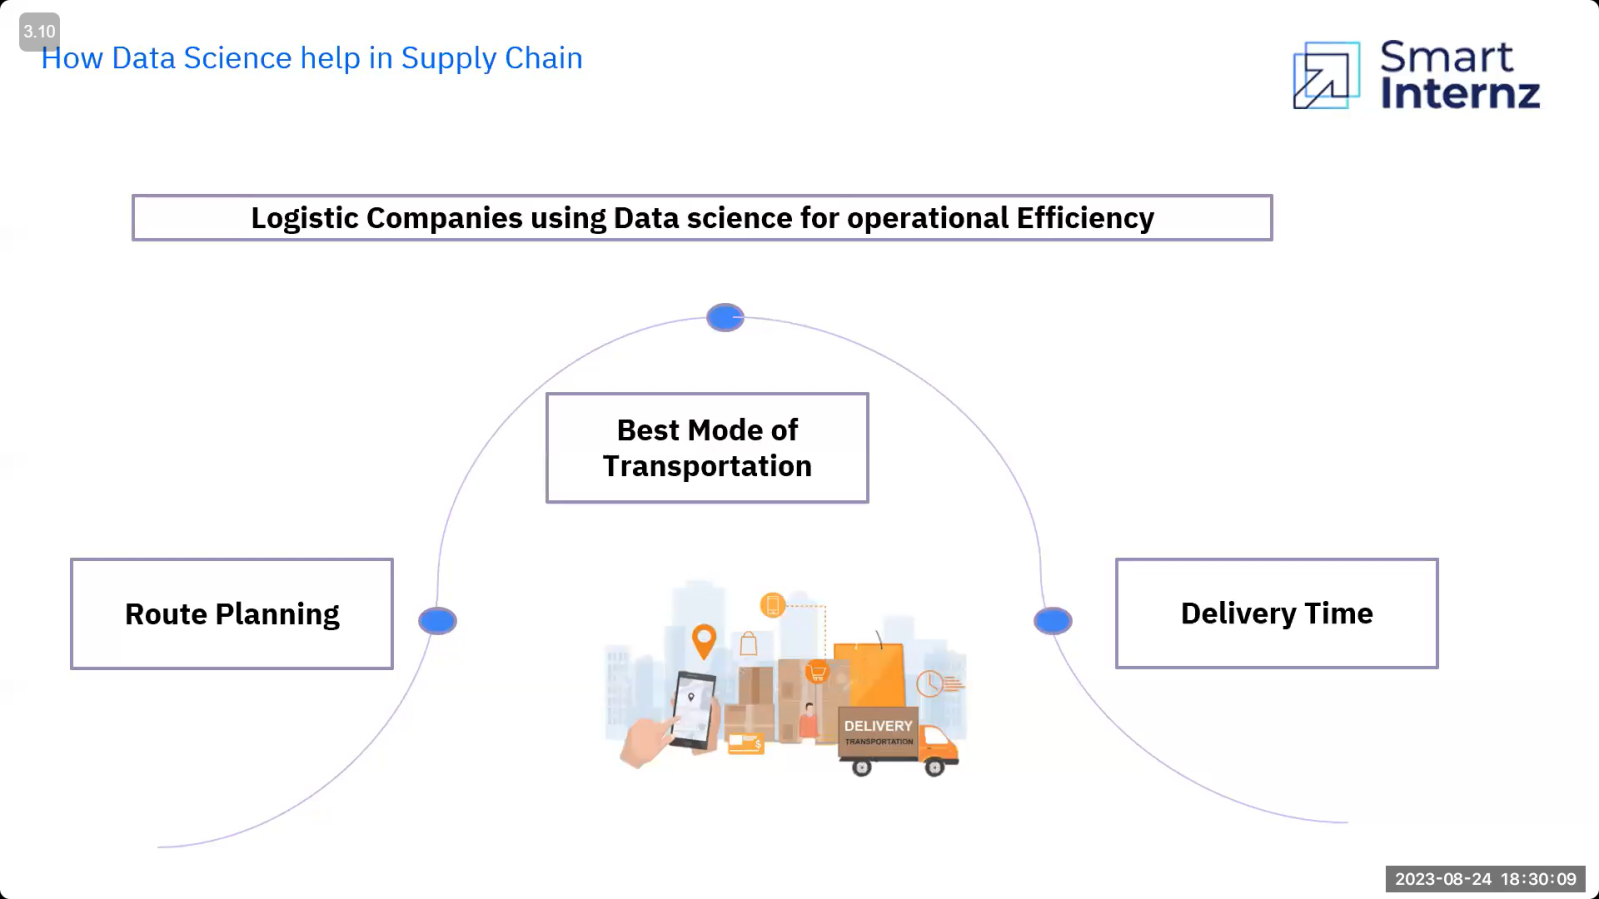 3.10
How Data Science help in Supply Chain
Smart
Internz
Logistic Companies using Data science for operational Efficiency
Best Mode of
Transportation
Route Planning
Delivery Time
DELIVERY
TRANSPORTATION
2023-08-24 18:30:09